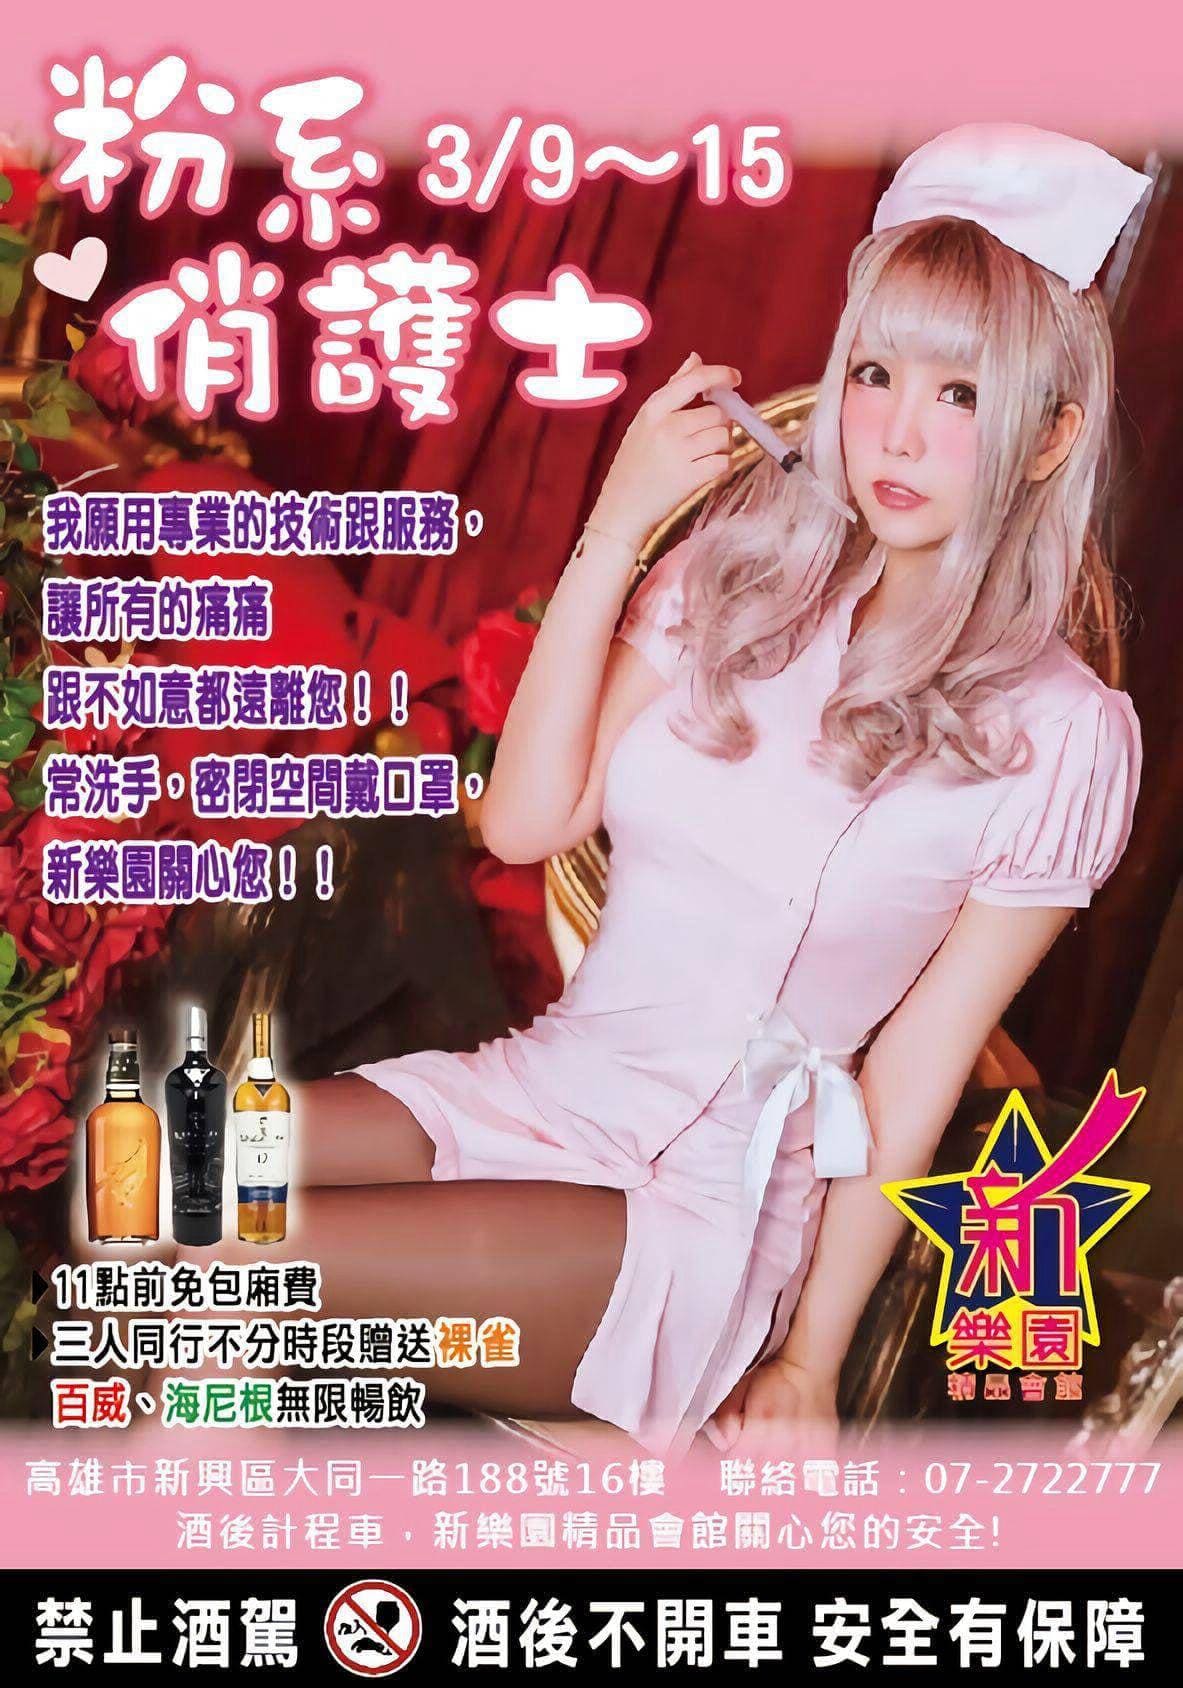 粉系 3/9～15
俏護士
我願用專業的技術跟服務，
讓所有的痛痛
跟不如意都遠離您！！
常洗手，密閉空間戴口罩，
新樂園關心您！！
11點前免包廂費
三人同行不分時段贈送裸雀
百威、海尼根無限暢飲
新
樂園
精品會館
高雄市新興區大同一路188號16樓 聯絡電話：07-2722777
酒後計程車，新樂園精品會館關心您的安全!
禁止酒駕 酒後不開車 安全有保障